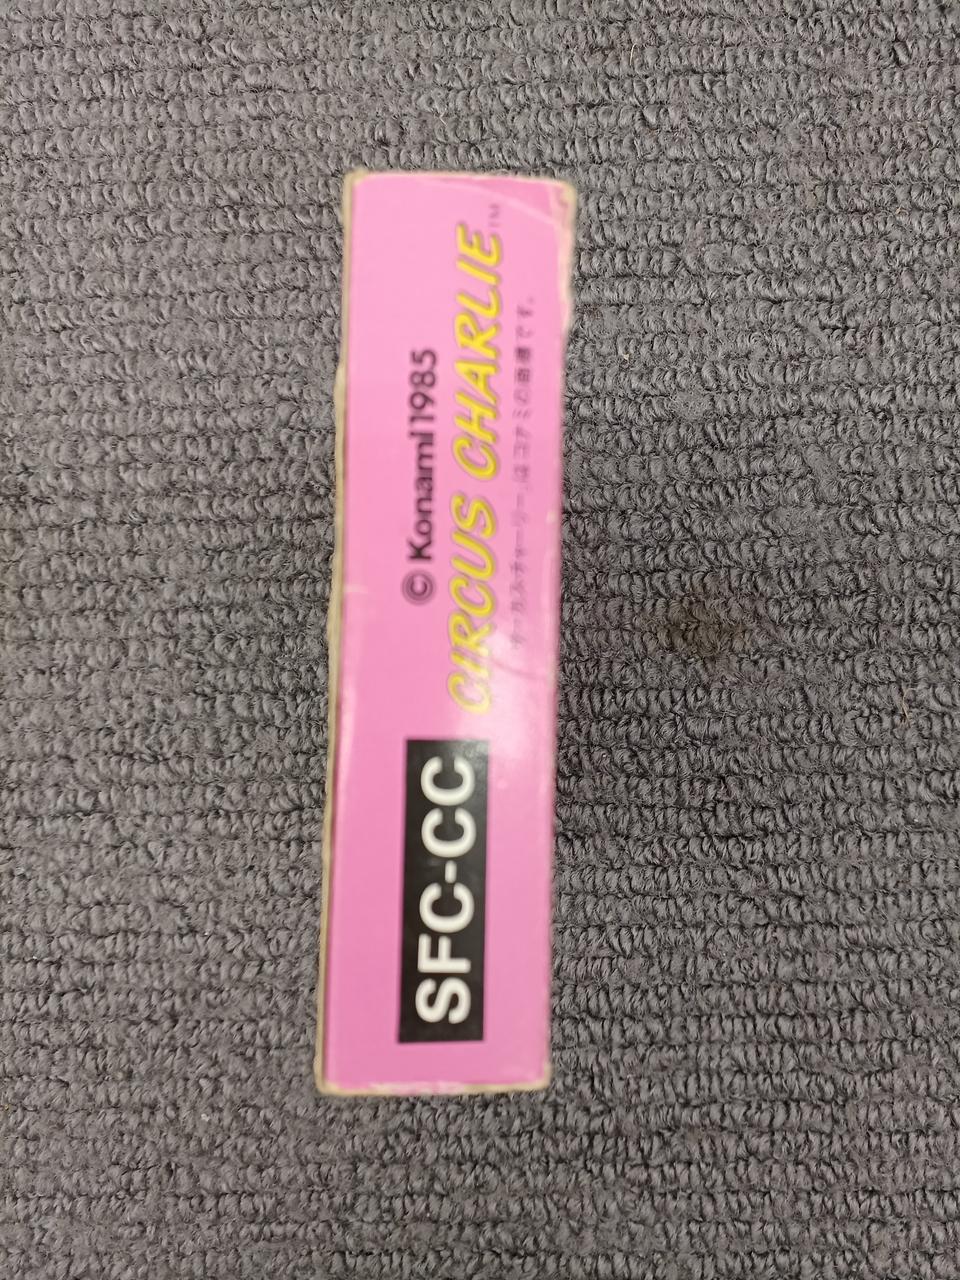 SFC-CC
© Konami 1985
CIRCUS CHARLIE™
「サーカスチャーリー」はコナミの商標です。